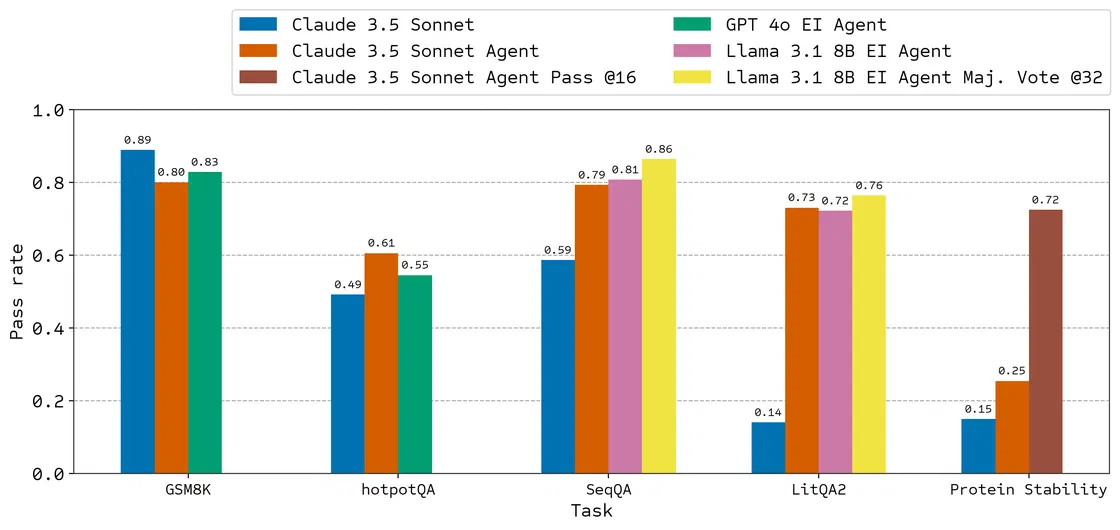 Claude 3.5 Sonnet
Claude 3.5 Sonnet Agent
Claude 3.5 Sonnet Agent Pass @16
GPT 4o EI Agent
Llama 3.1 8B EI Agent
Llama 3.1 8B EI Agent Maj. Vote @32
Pass rate
1.0
0.8
0.6
0.4
0.2
0.0
0.89
0.80
0.83
0.49
0.61
0.55
0.59
0.79
0.81
0.86
0.14
0.73
0.72
0.76
0.15
0.25
0.72
GSM8K
hotpotQA
SeqQA
LitQA2
Protein Stability
Task